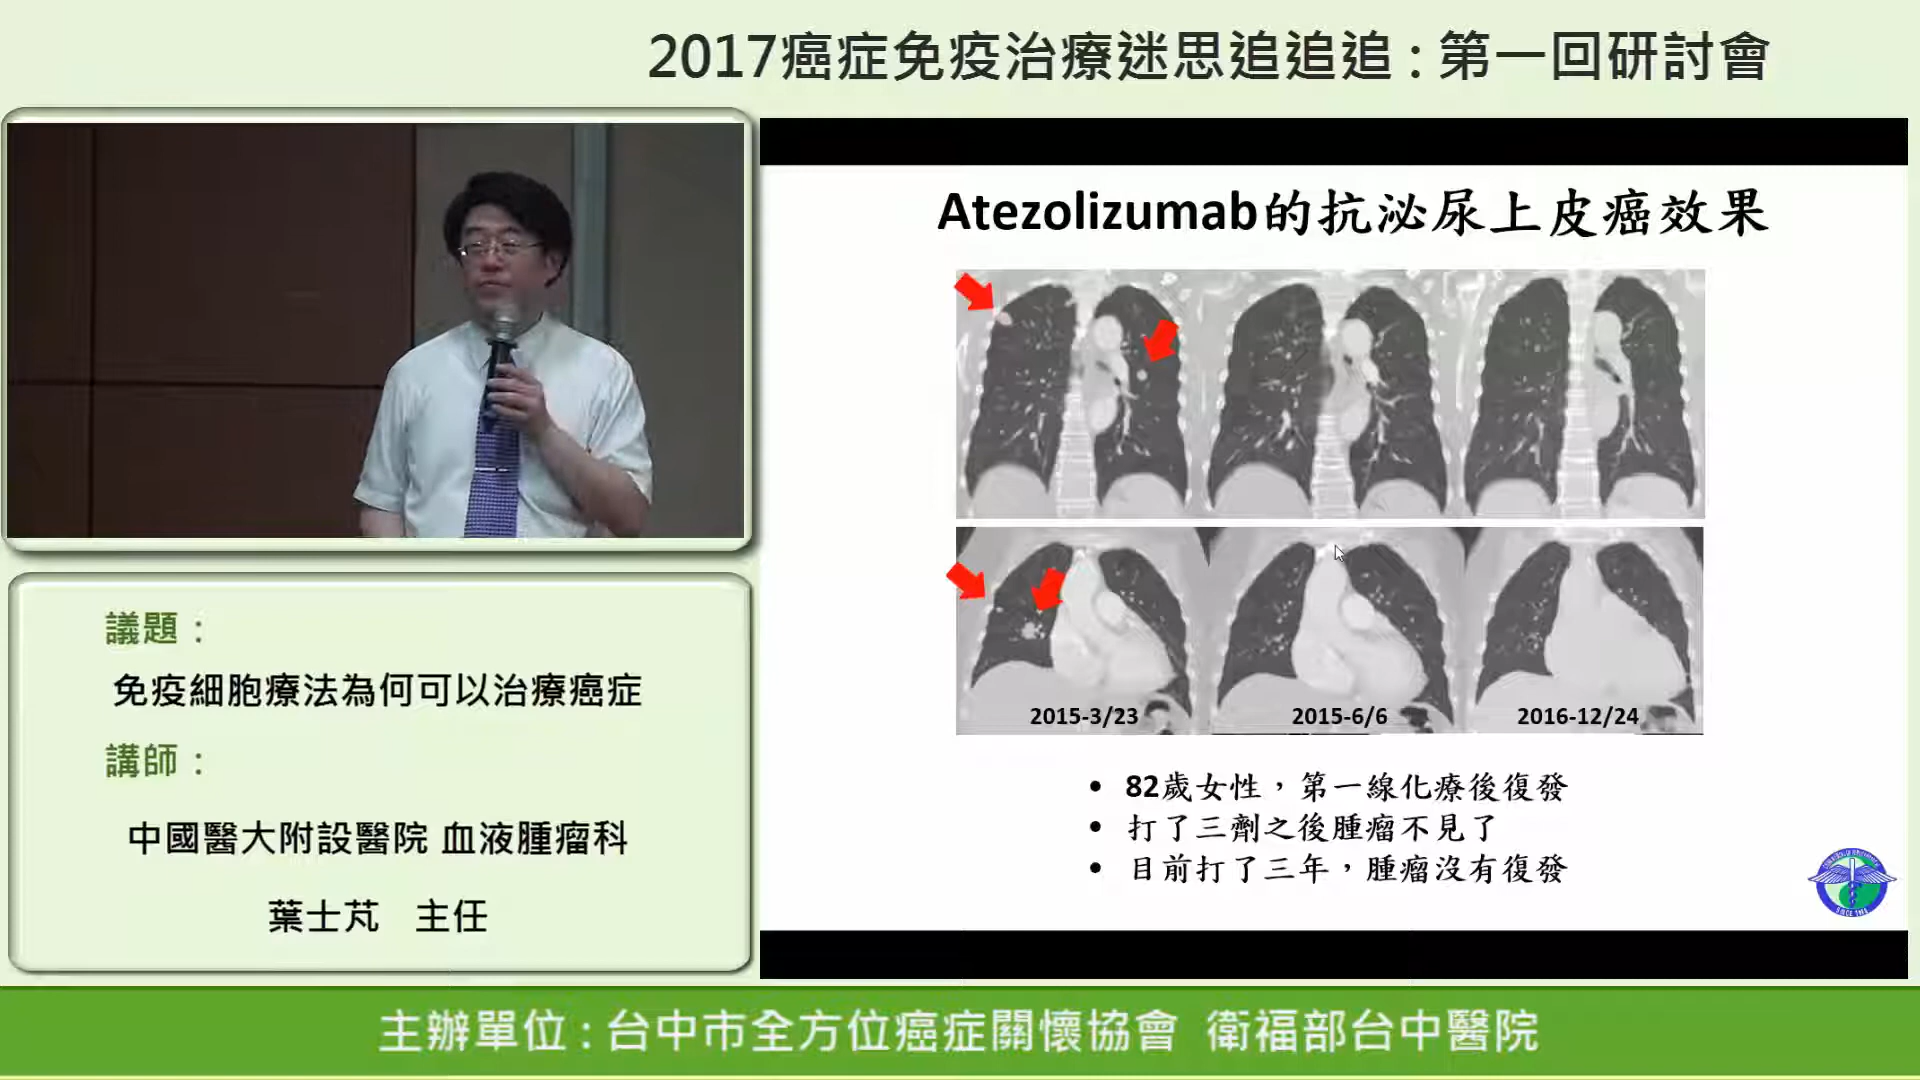 2017癌症免疫治療迷思追追追 : 第一回研討會
議題：
免疫細胞療法為何可以治療癌症
講師：
中國醫大附設醫院 血液腫瘤科
葉士芃　主任
Atezolizumab的抗泌尿上皮癌效果
2015-3/23
2015-6/6
2016-12/24
• 82歲女性，第一線化療後復發
• 打了三劑之後腫瘤不見了
• 目前打了三年，腫瘤沒有復發
主辦單位 : 台中市全方位癌症關懷協會 衛福部台中醫院